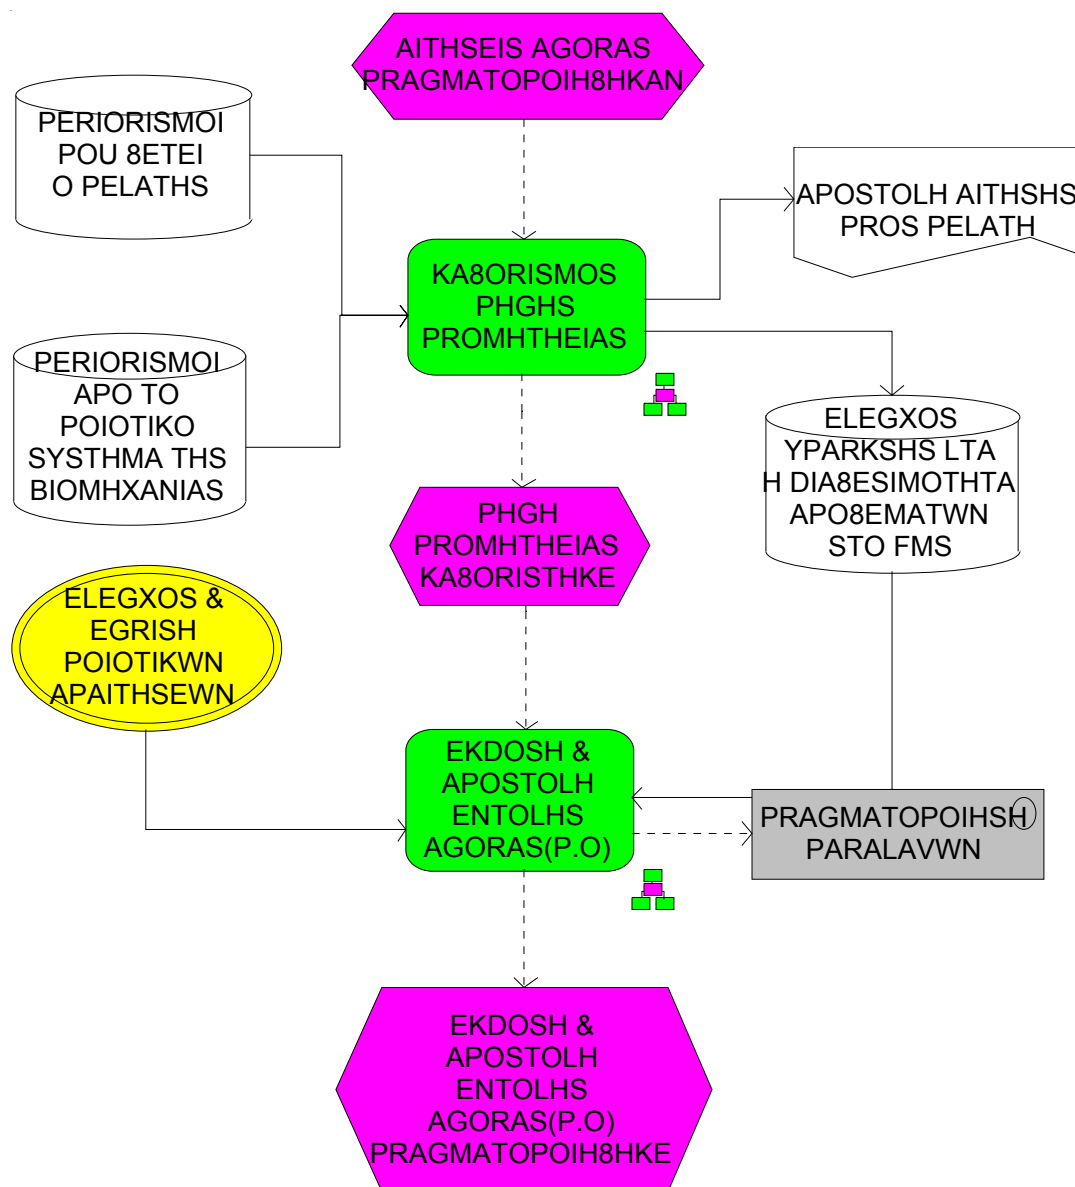 AITHSEIS AGORAS
PRAGMATOPOIH8HKAN
PERIORISMOI
POU 8ETEI
O PELATHS
APOSTOLH AITHSHS
PROS PELATH
KA8ORISMOS
PHGHS
PROMHTHEIAS
PERIORISMOI
APO TO
POIOTIKO
SYSTHMA THS
BIOMHXANIAS
ELEGXOS
YPARKSHS LTA
H DIA8ESIMOTHTA
APO8EMATWN
STO FMS
PHGH
PROMHTHEIAS
KA8ORISTHKE
ELEGXOS &
EGRISH
POIOTIKWN
APAITHSEWN
EKDOSH &
APOSTOLH
ENTOLHS
AGORAS(P.O)
PRAGMATOPOIHSH
PARALAVWN
EKDOSH &
APOSTOLH
ENTOLHS
AGORAS(P.O)
PRAGMATOPOIH8HKE